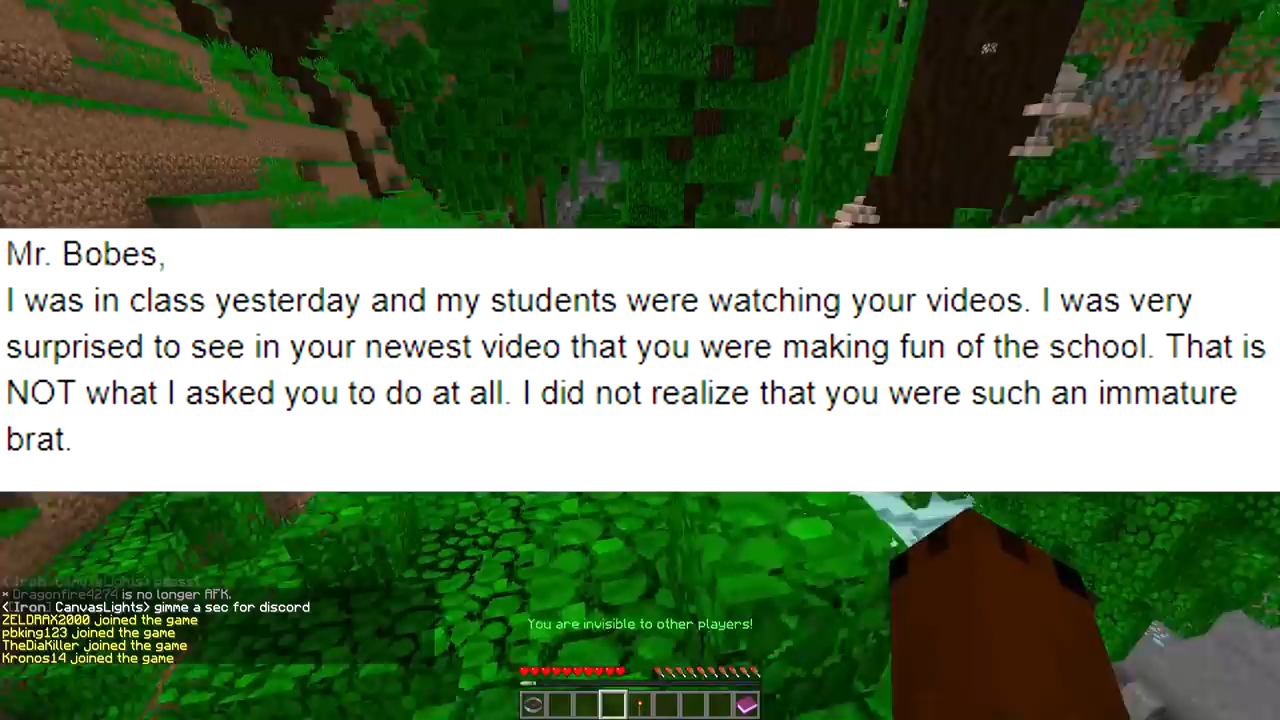 Mr. Bobes,
I was in class yesterday and my students were watching your videos. I was very
surprised to see in your newest video that you were making fun of the school. That is
NOT what I asked you to do at all. I did not realize that you were such an immature
brat.
* Dragonfire4274 is no longer AFK.
<[Iron] CanvasLights> gimme a sec for discord
ZELDRAX2000 joined the game
pbking123 joined the game
TheDiaKiller joined the game
Kronos14 joined the game
You are invisible to other players!